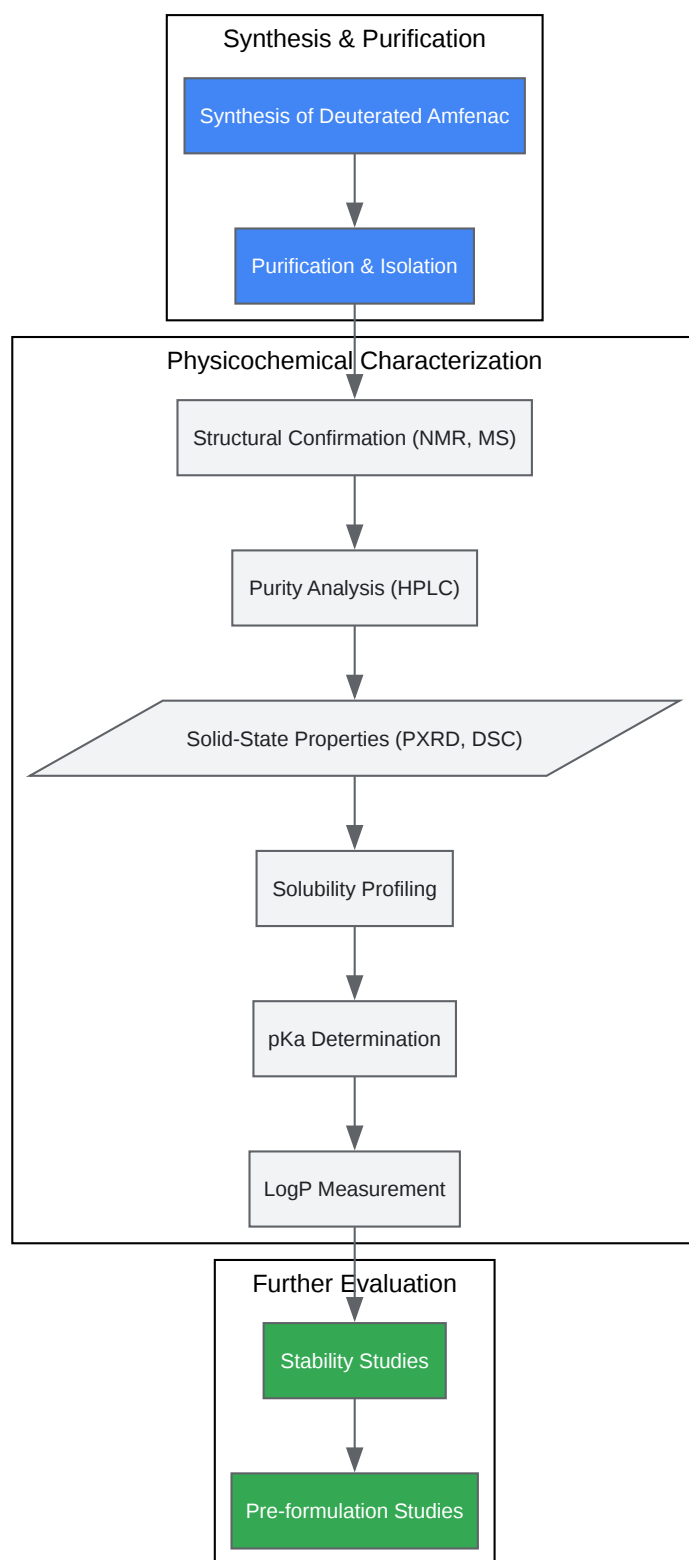 Synthesis & Purification
Synthesis of Deuterated Amfenac
Purification & Isolation
Physicochemical Characterization
Structural Confirmation (NMR, MS)
Purity Analysis (HPLC)
Solid-State Properties (PXRD, DSC)
Solubility Profiling
pKa Determination
LogP Measurement
Further Evaluation
Stability Studies
Pre-formulation Studies